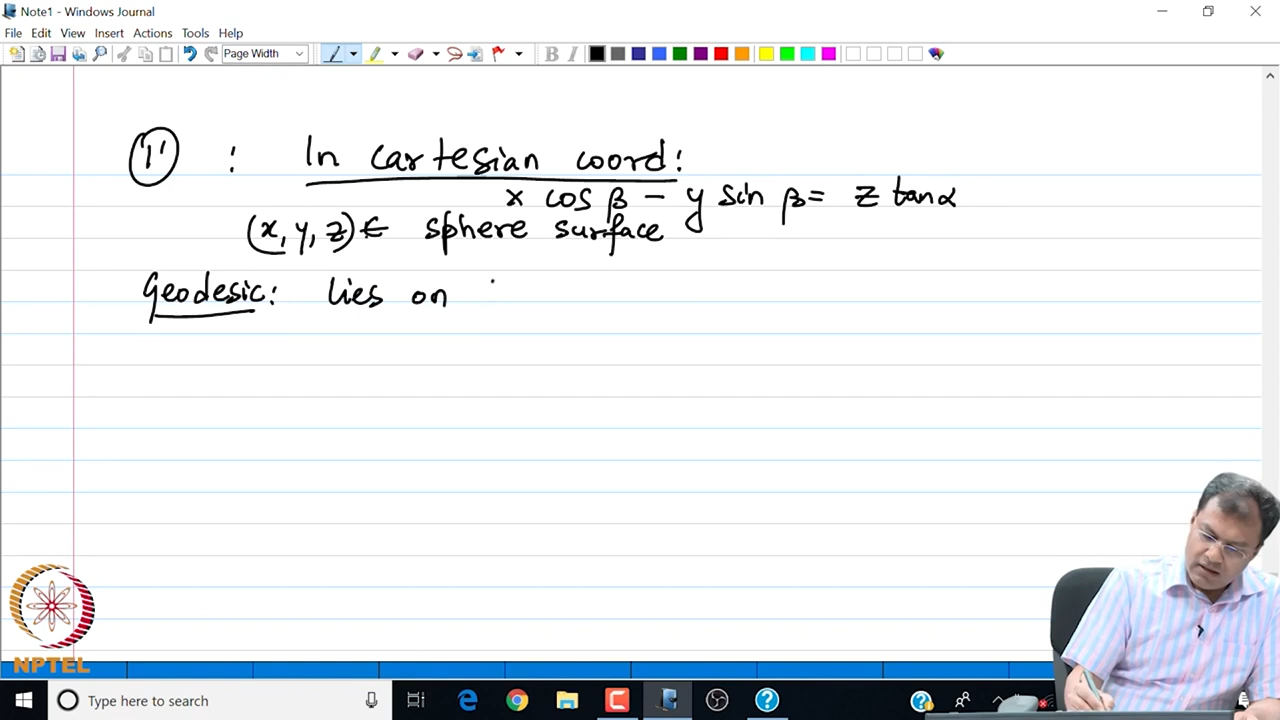 Note1 - Windows Journal
File Edit View Insert Actions Tools Help
Page Width
B I
II : In cartesian coord:
x cos β - y sin β = z tan α
(x, y, z) ∈ sphere surface
Geodesic: lies on
NPTEL
Type here to search